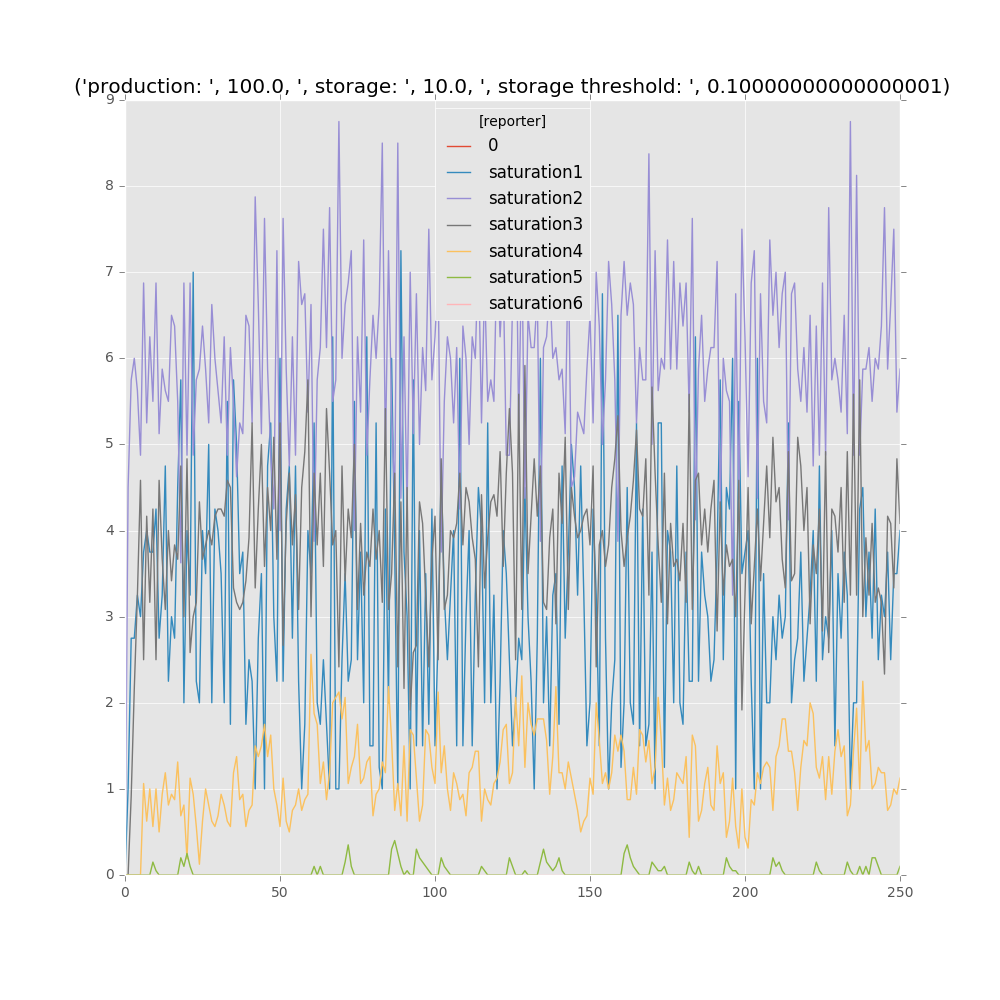 ('production: ', 100.0, ', storage: ', 10.0, ', storage threshold: ', 0.10000000000000001)
9
8
7
6
5
4
3
2
1
0
[reporter]
0
saturation1
saturation2
saturation3
saturation4
saturation5
saturation6
0 50 100 150 200 250